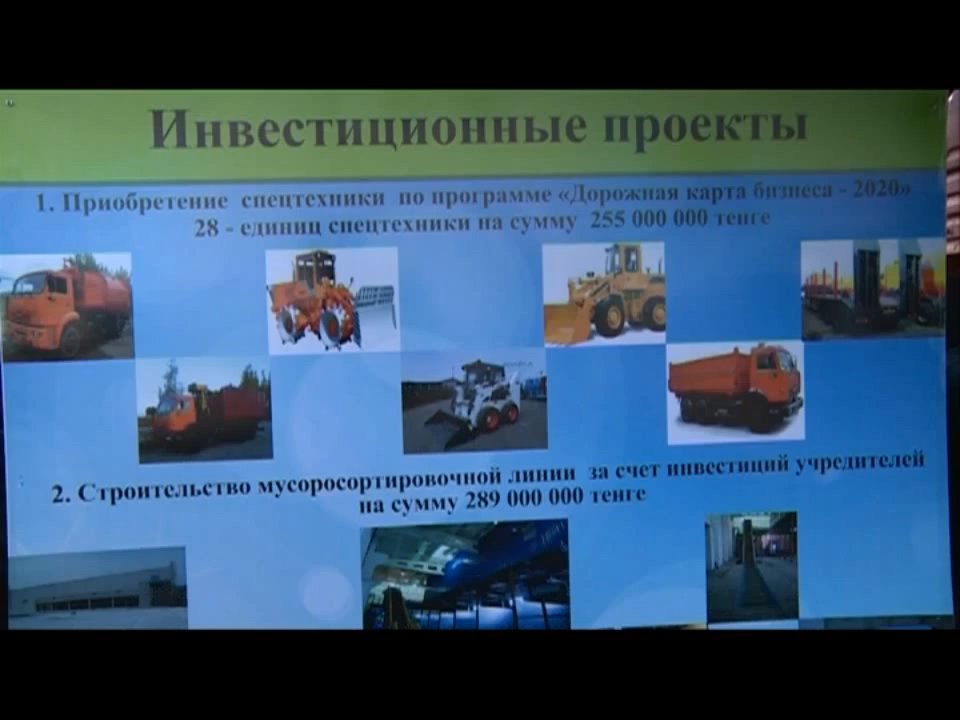 Инвестиционные проекты
1. Приобретение спецтехники по программе «Дорожная карта бизнеса - 2020»
28 - единиц спецтехники на сумму 255 000 000 тенге
2. Строительство мусоросортировочной линии за счет инвестиций учредителей
на сумму 289 000 000 тенге